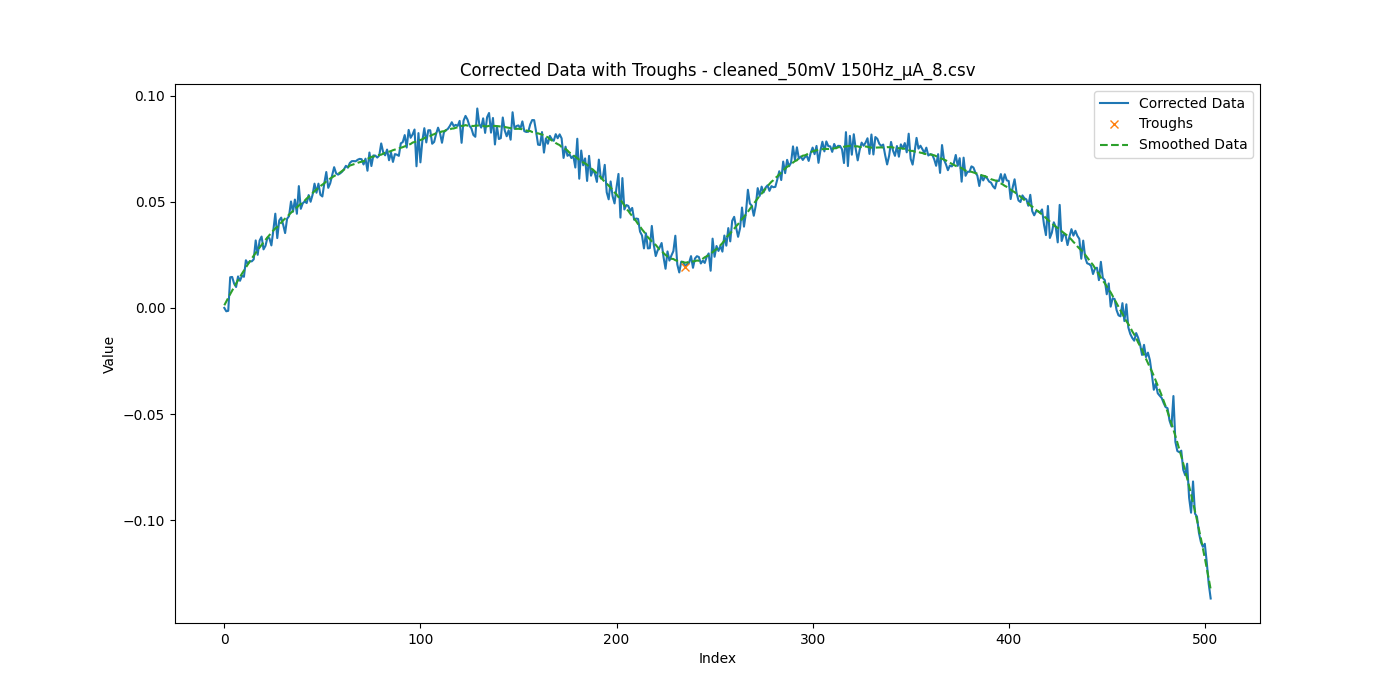 Corrected Data with Troughs - cleaned_50mV 150Hz_μA_8.csv
Corrected Data
Troughs
Smoothed Data
0.10
0.05
0.00
−0.05
−0.10
Value
0 100 200 300 400 500
Index